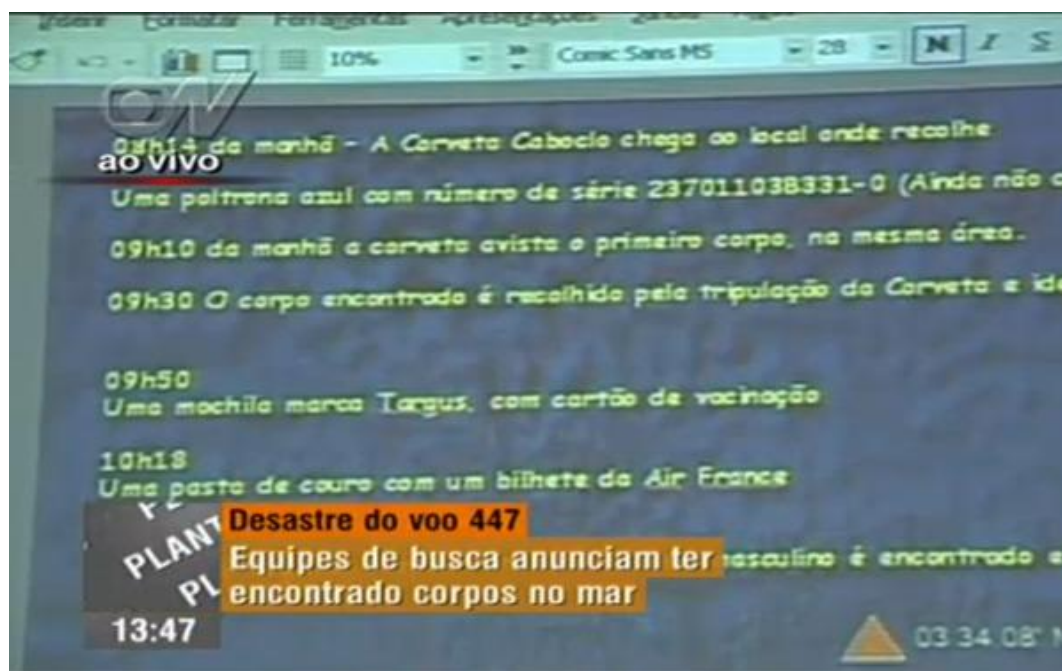 Inserir Formatar Ferramentas Apresentações
10% Comic Sans MS 28 N I S
ao vivo
08h14 da manhã - A Corveta Caboclo chega ao local onde recolhe
Uma poltrona azul com número de série 237011038331-0 (Ainda não
09h10 da manhã a corveta avista o primeiro corpo, na mesma área.
09h30 O corpo encontrado é recolhido pela tripulação da Corveta e
09h50
Uma mochila marca Targus, com cartão de vacinação
10h18
Uma pasta de couro com um bilhete da Air France
PLANT
PL
Desastre do voo 447
Equipes de busca anunciam ter
encontrado corpos no mar
masculino é encontrado
13:47
03 34.08' N